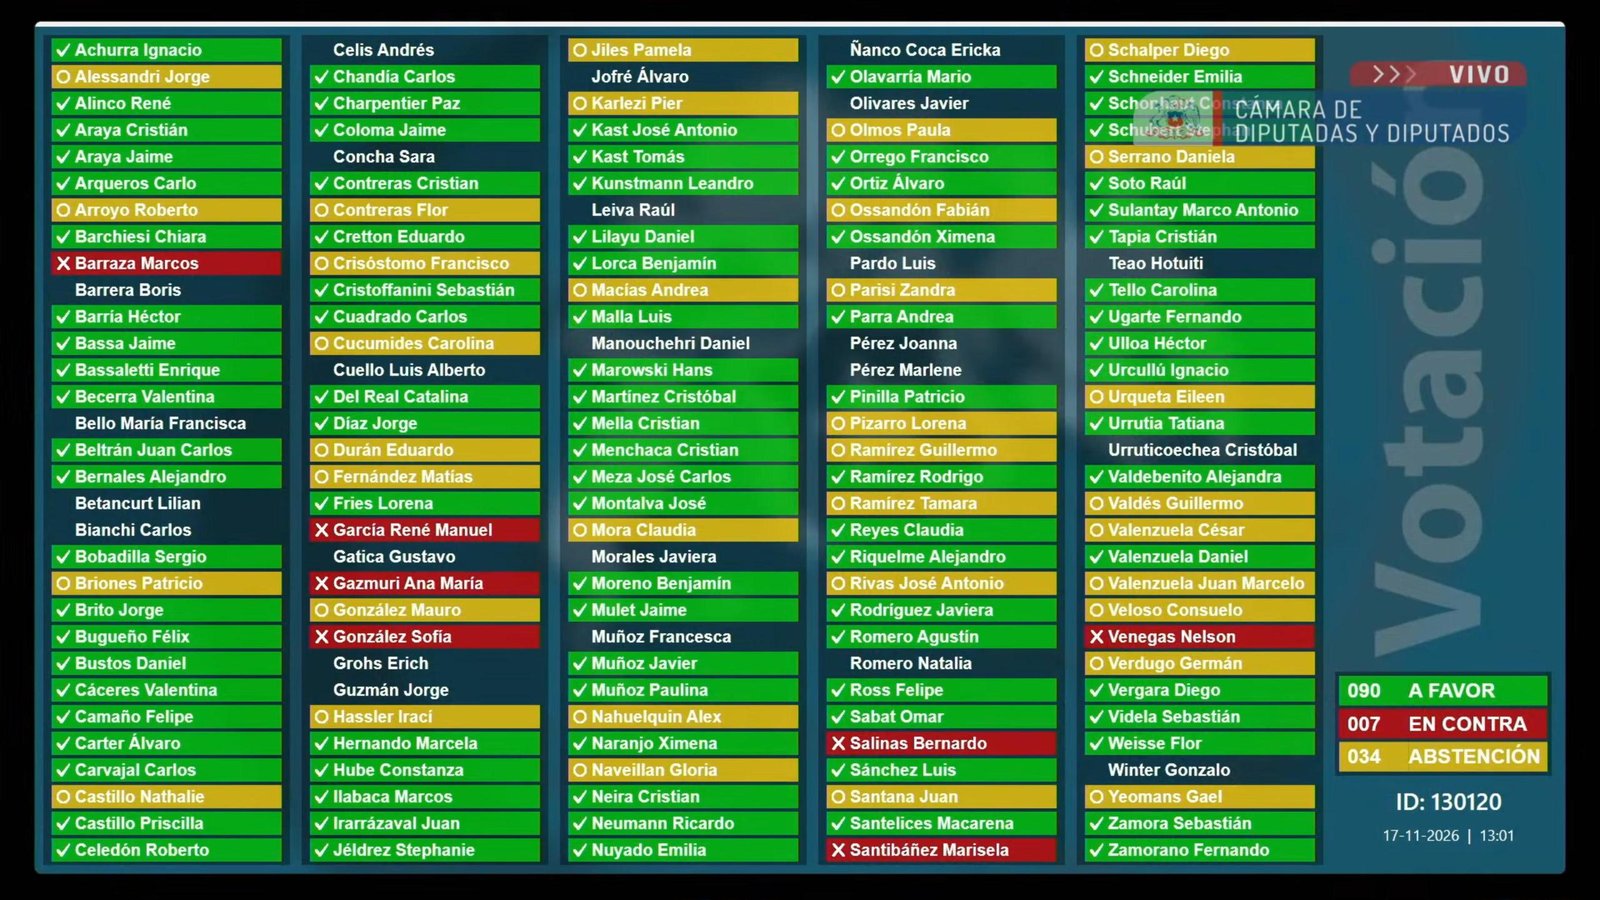 ✓ Achurra Ignacio
O Alessandri Jorge
✓ Alinco René
✓ Araya Cristián
✓ Araya Jaime
✓ Arqueros Carlo
O Arroyo Roberto
✓ Barchiesi Chiara
X Barraza Marcos
Barrera Boris
✓ Barría Héctor
✓ Bassa Jaime
✓ Bassaletti Enrique
✓ Becerra Valentina
Bello María Francisca
✓ Beltrán Juan Carlos
✓ Bernales Alejandro
Betancurt Lilian
Bianchi Carlos
✓ Bobadilla Sergio
O Briones Patricio
✓ Brito Jorge
✓ Bugueño Félix
✓ Bustos Daniel
✓ Cáceres Valentina
✓ Camaño Felipe
✓ Carter Álvaro
✓ Carvajal Carlos
O Castillo Nathalie
✓ Castillo Priscilla
✓ Celedón Roberto
Celis Andrés
✓ Chandía Carlos
✓ Charpentier Paz
✓ Coloma Jaime
Concha Sara
✓ Contreras Cristian
O Contreras Flor
✓ Cretton Eduardo
O Crisóstomo Francisco
✓ Cristoffanini Sebastián
✓ Cuadrado Carlos
O Cucumides Carolina
Cuello Luis Alberto
✓ Del Real Catalina
✓ Díaz Jorge
O Durán Eduardo
O Fernández Matías
✓ Fries Lorena
X García René Manuel
Gatica Gustavo
X Gazmuri Ana María
O González Mauro
X González Sofía
Grohs Erich
Guzmán Jorge
O Hassler Irací
✓ Hernando Marcela
✓ Hube Constanza
✓ Ilabaca Marcos
✓ Irarrázaval Juan
✓ Jéldrez Stephanie
O Jiles Pamela
Jofré Álvaro
O Karlezi Pier
✓ Kast José Antonio
✓ Kast Tomás
✓ Kunstmann Leandro
Leiva Raúl
✓ Lilayu Daniel
✓ Lorca Benjamín
O Macías Andrea
✓ Malla Luis
Manouchehri Daniel
✓ Marowski Hans
✓ Martínez Cristóbal
✓ Mella Cristian
✓ Menchaca Cristian
✓ Meza José Carlos
✓ Montalva José
O Mora Claudia
Morales Javiera
✓ Moreno Benjamín
✓ Mulet Jaime
Muñoz Francesca
✓ Muñoz Javier
✓ Muñoz Paulina
O Nahuelquin Alex
✓ Naranjo Ximena
O Naveillan Gloria
✓ Neira Cristian
✓ Neumann Ricardo
✓ Nuyado Emilia
Ñanco Coca Ericka
✓ Olavarría Mario
Olivares Javier
O Olmos Paula
✓ Orrego Francisco
✓ Ortiz Álvaro
O Ossandón Fabián
✓ Ossandón Ximena
Pardo Luis
O Parisi Zandra
✓ Parra Andrea
Pérez Joanna
Pérez Marlene
✓ Pinilla Patricio
O Pizarro Lorena
O Ramírez Guillermo
✓ Ramírez Rodrigo
O Ramírez Tamara
✓ Reyes Claudia
✓ Riquelme Alejandro
O Rivas José Antonio
✓ Rodríguez Javiera
✓ Romero Agustín
Romero Natalia
✓ Ross Felipe
✓ Sabat Omar
X Salinas Bernardo
✓ Sánchez Luis
O Santana Juan
✓ Santelices Macarena
X Santibáñez Marisela
O Schalper Diego
✓ Schneider Emilia
✓ Schonhaut Constanza
✓ Schubert Stephan
O Serrano Daniela
✓ Soto Raúl
✓ Sulantay Marco Antonio
✓ Tapia Cristián
Teao Hotuiti
✓ Tello Carolina
✓ Ugarte Fernando
✓ Ulloa Héctor
✓ Urcullú Ignacio
O Urqueta Eileen
✓ Urrutia Tatiana
Urruticoechea Cristóbal
✓ Valdebenito Alejandra
O Valdés Guillermo
O Valenzuela César
✓ Valenzuela Daniel
O Valenzuela Juan Marcelo
O Veloso Consuelo
X Venegas Nelson
O Verdugo Germán
✓ Vergara Diego
✓ Videla Sebastián
✓ Weisse Flor
Winter Gonzalo
O Yeomans Gael
✓ Zamora Sebastián
✓ Zamorano Fernando
>>> VIVO
CÁMARA DE
DIPUTADAS Y DIPUTADOS
Votación
090 A FAVOR
007 EN CONTRA
034 ABSTENCIÓN
ID: 130120
17-11-2026 | 13:01